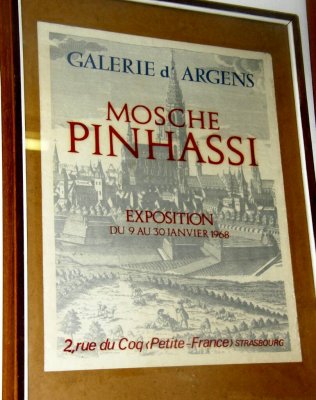 GALERIE d' ARGENS
MOSCHE
PINHASSI
EXPOSITION
DU 9 AU 30 JANVIER 1968
2, rue du Coq (Petite-France) STRASBOURG